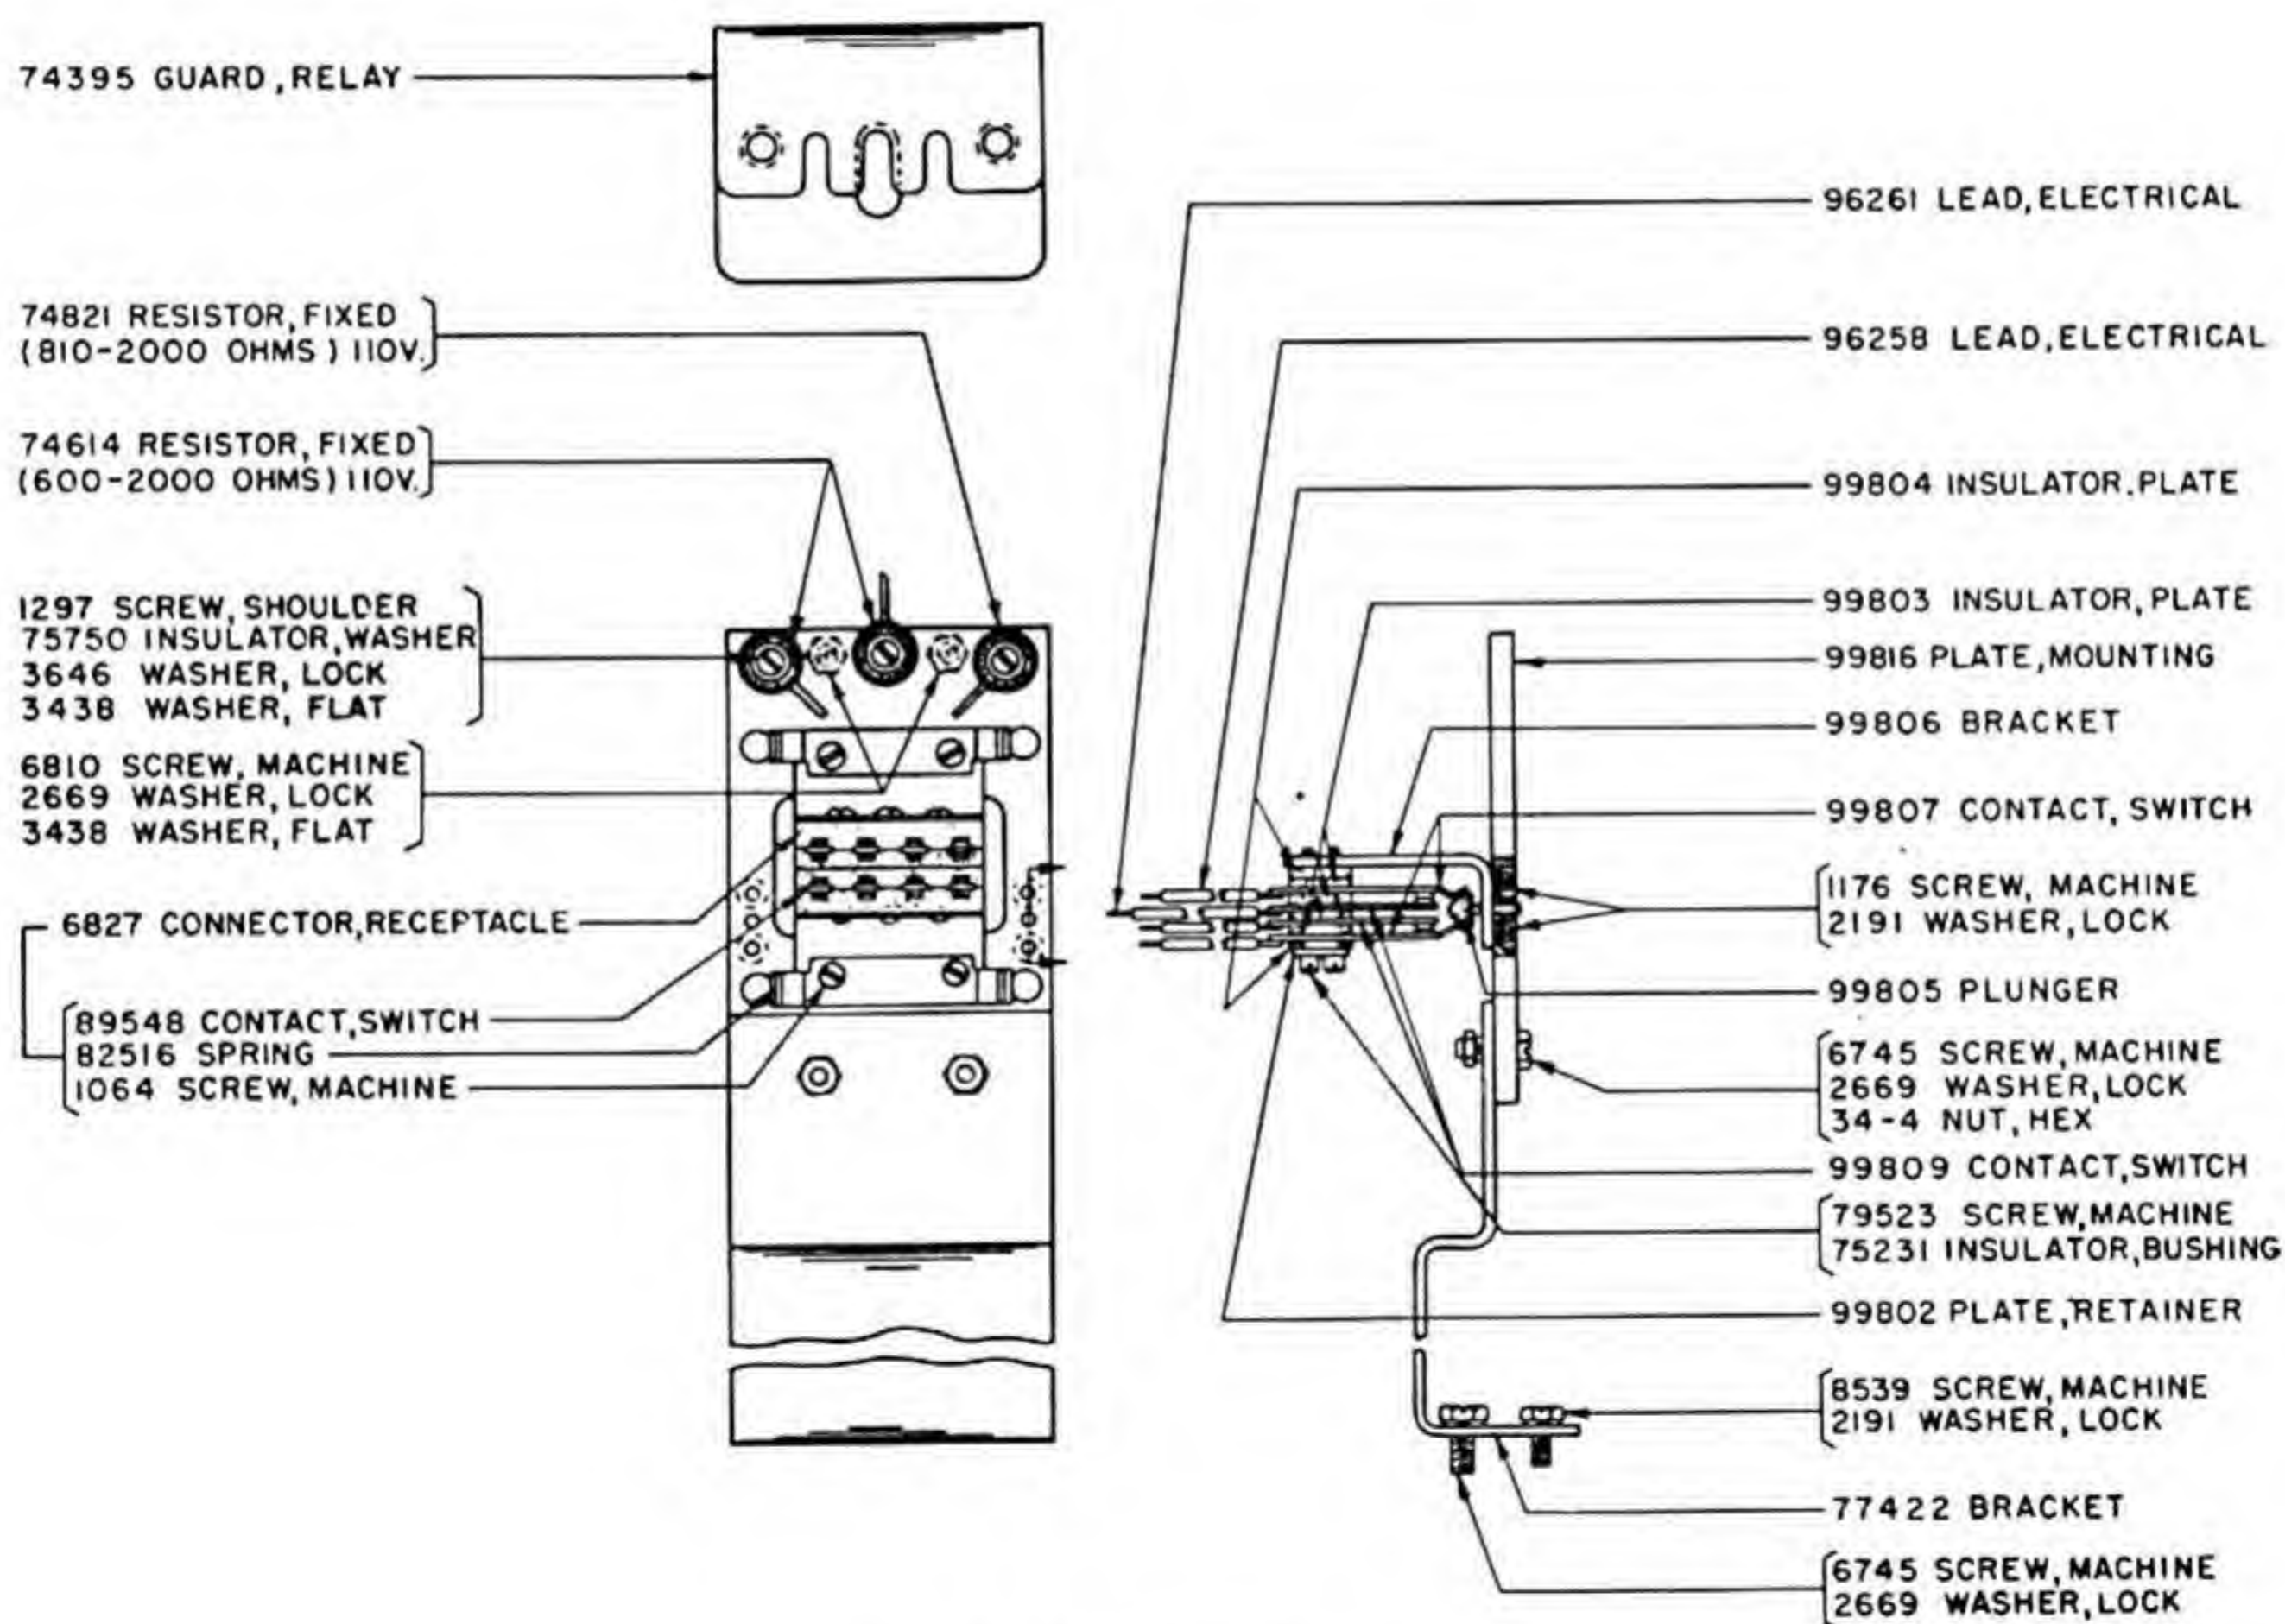 74395 GUARD, RELAY
74821 RESISTOR, FIXED
(810-2000 OHMS) 110V.
74614 RESISTOR, FIXED
(600-2000 OHMS) 110V.
1297 SCREW, SHOULDER
75750 INSULATOR, WASHER
3646 WASHER, LOCK
3438 WASHER, FLAT
6810 SCREW, MACHINE
2669 WASHER, LOCK
3438 WASHER, FLAT
6827 CONNECTOR, RECEPTACLE
89548 CONTACT, SWITCH
82516 SPRING
1064 SCREW, MACHINE
96261 LEAD, ELECTRICAL
96258 LEAD, ELECTRICAL
99804 INSULATOR. PLATE
99803 INSULATOR, PLATE
99816 PLATE, MOUNTING
99806 BRACKET
99807 CONTACT, SWITCH
1176 SCREW, MACHINE
2191 WASHER, LOCK
99805 PLUNGER
6745 SCREW, MACHINE
2669 WASHER, LOCK
34-4 NUT, HEX
99809 CONTACT, SWITCH
79523 SCREW, MACHINE
75231 INSULATOR, BUSHING
99802 PLATE, RETAINER
8539 SCREW, MACHINE
2191 WASHER, LOCK
77422 BRACKET
6745 SCREW, MACHINE
2669 WASHER, LOCK